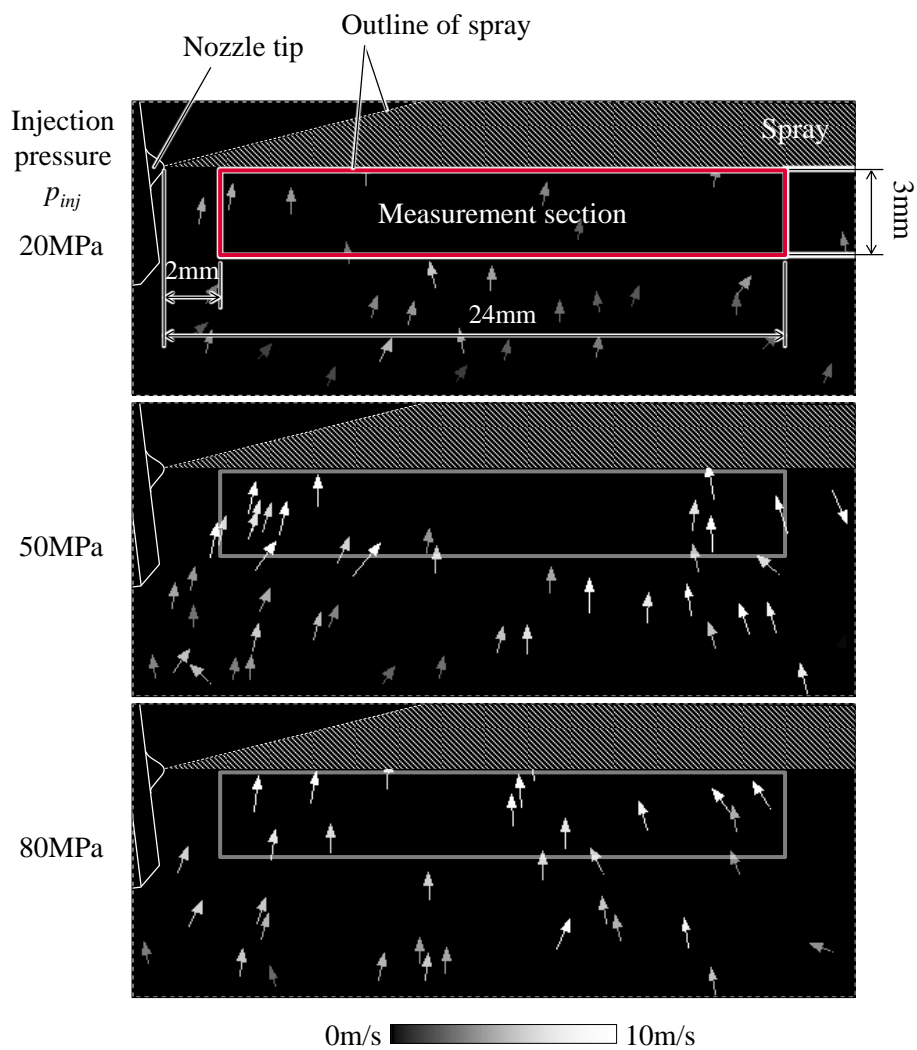 Outline of spray
Nozzle tip
Injection
pressure
p_inj
20MPa
Spray
Measurement section
3mm
2mm
24mm
50MPa
80MPa
0m/s
10m/s